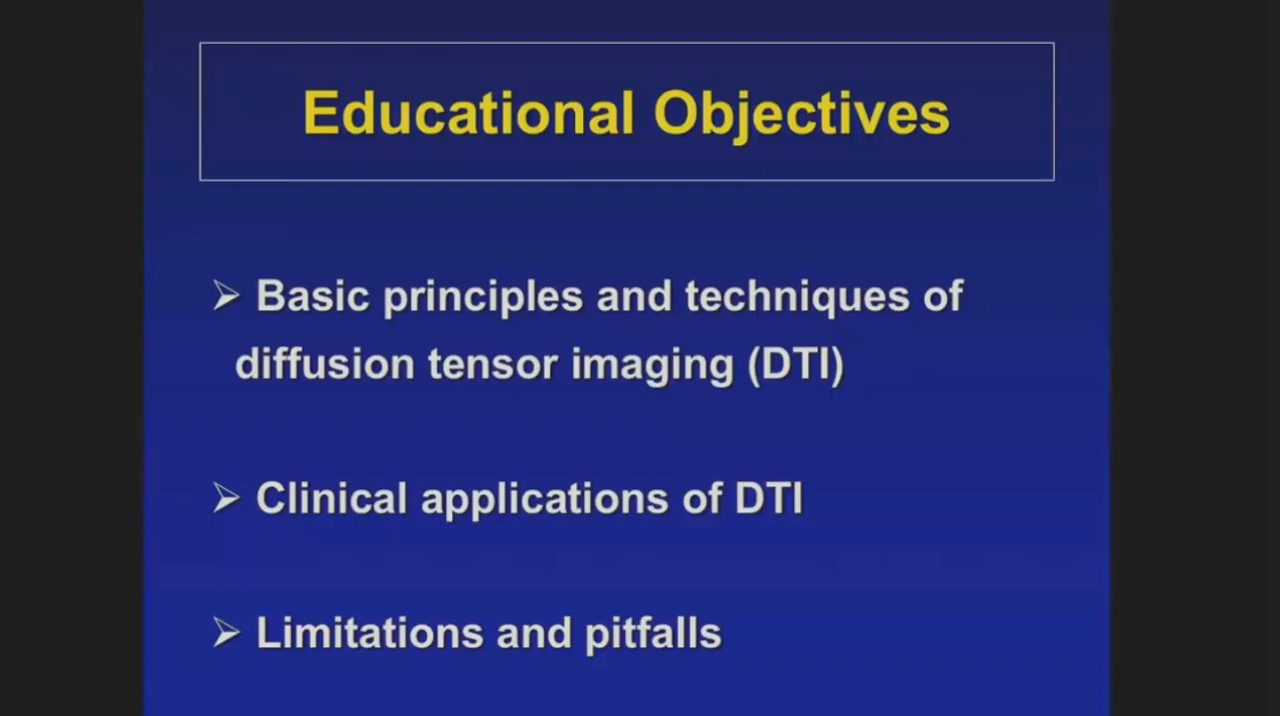 Educational Objectives
➢ Basic principles and techniques of
diffusion tensor imaging (DTI)
➢ Clinical applications of DTI
➢ Limitations and pitfalls